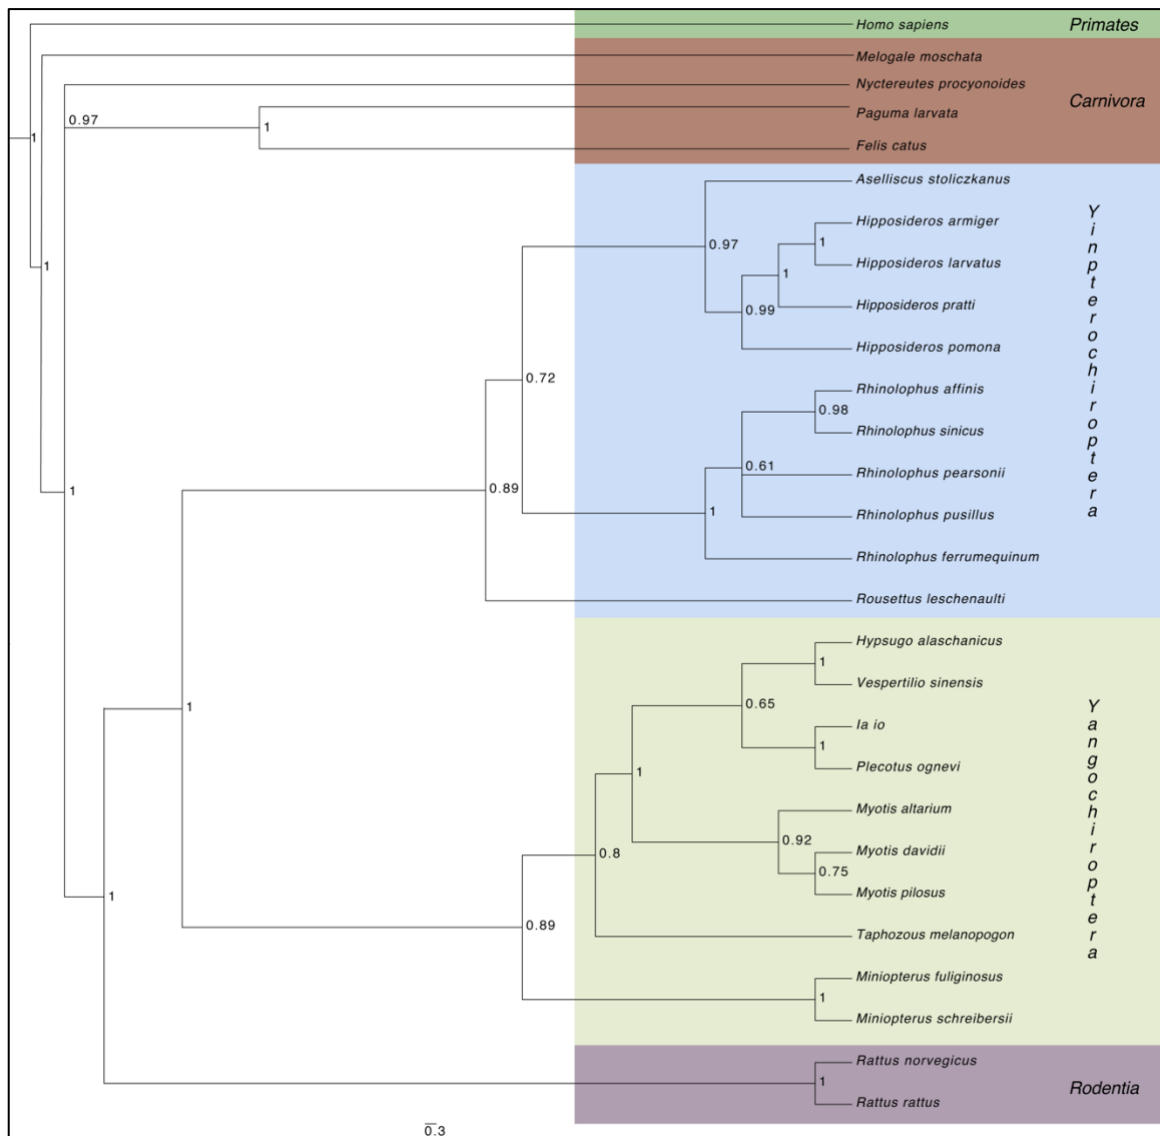 Homo sapiens
Primates
Melogale moschata
Nyctereutes procyonoides
Carnivora
Paguma larvata
0.97
1
1
Felis catus
Aselliscus stoliczkanus
Yinpterochiroptera
Hipposideros armiger
0.97
1
Hipposideros larvatus
1
1
Hipposideros pratti
0.99
Hipposideros pomona
0.72
Rhinolophus affinis
0.98
Rhinolophus sinicus
0.61
Rhinolophus pearsonii
0.89
1
1
Rhinolophus pusillus
Rhinolophus ferrumequinum
Rousettus leschenaulti
Hypsugo alaschanicus
1
Vespertilio sinensis
0.65
1
Yangochiroptera
Ia io
1
Plecotus ognevi
1
Myotis altarium
0.92
0.8
Myotis davidii
0.75
Myotis pilosus
1
0.89
Taphozous melanopogon
Miniopterus fuliginosus
1
Miniopterus schreibersii
Rattus norvegicus
1
Rodentia
Rattus rattus
0.3